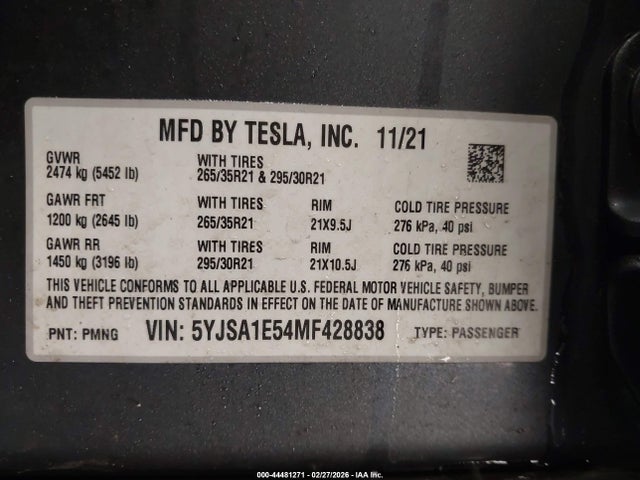 MFD BY TESLA, INC. 11/21
GVWR WITH TIRES
2474 kg (5452 lb) 265/35R21 & 295/30R21
GAWR FRT WITH TIRES RIM COLD TIRE PRESSURE
1200 kg (2645 lb) 265/35R21 21X9.5J 276 kPa, 40 psi
GAWR RR WITH TIRES RIM COLD TIRE PRESSURE
1450 kg (3196 lb) 295/30R21 21X10.5J 276 kPa, 40 psi
THIS VEHICLE CONFORMS TO ALL APPLICABLE U.S. FEDERAL MOTOR VEHICLE SAFETY, BUMPER
AND THEFT PREVENTION STANDARDS IN EFFECT ON THE DATE OF MANUFACTURE SHOWN ABOVE.
PNT: PMNG VIN: 5YJSA1E54MF428838 TYPE: PASSENGER
000-44481271 - 02/27/2026 - IAA Inc.